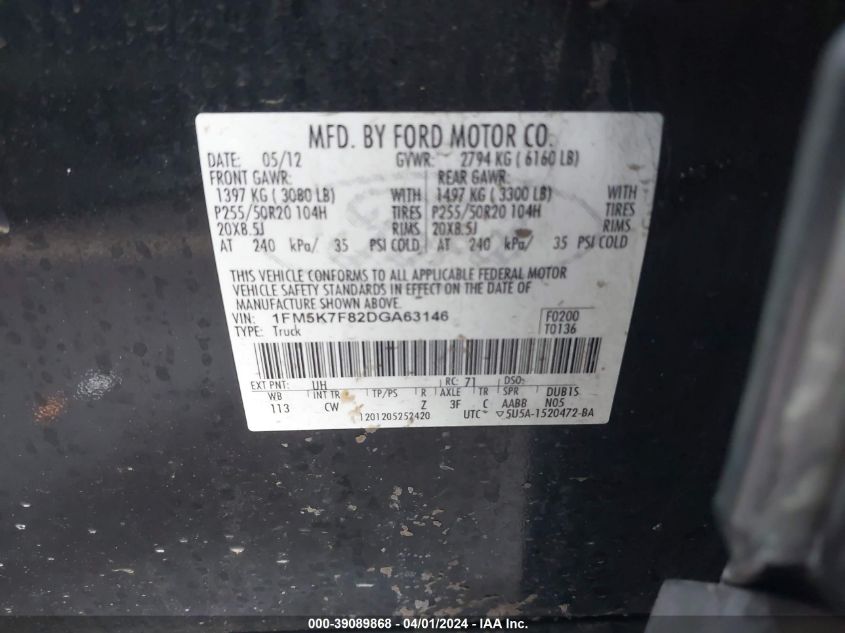 MFD. BY FORD MOTOR CO.
DATE: 05/12 GVWR: 2794 KG ( 6160 LB)
FRONT GAWR: REAR GAWR:
1397 KG ( 3080 LB) WITH 1497 KG ( 3300 LB) WITH
P255/50R20 104H TIRES P255/50R20 104H TIRES
20X8.5J RIMS 20X8.5J RIMS
AT 240 kPa/ 35 PSI COLD AT 240 kPa/ 35 PSI COLD
THIS VEHICLE CONFORMS TO ALL APPLICABLE FEDERAL MOTOR
VEHICLE SAFETY STANDARDS IN EFFECT ON THE DATE OF
MANUFACTURE SHOWN ABOVE.
VIN: 1FM5K7F82DGA63146 F0200
TYPE: Truck T0136
EXT PNT: UH RC: 71 DSO:
WB INT TR TP/PS R AXLE TR SPR DUB1S
113 CW Z 3F C AABB N05
1201205252420 UTC ▽5U5A-1520472-BA
000-39089868 - 04/01/2024 - IAA Inc.